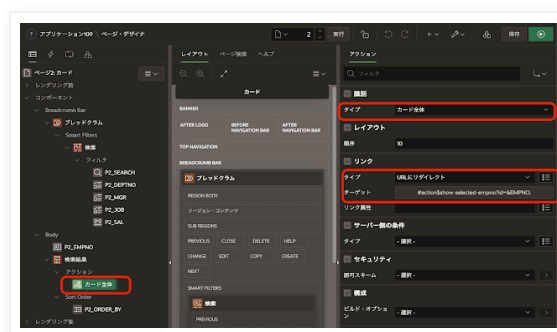 アプリケーション109 \ ページ・デザイナ
2
実行
保存
ページ2: カード
レンダリング前
コンポーネント
Breadcrumb Bar
ブレッドクラム
Smart Filters
検索
フィルタ
P2_SEARCH
P2_DEPTNO
P2_MGR
P2_JOB
P2_SAL
Body
P2_EMPNO
検索結果
アクション
カード全体
Sort Order
P2_ORDER_BY
レンダリング後
レイアウト ページ検索 ヘルプ
カード
BANNER
AFTER LOGO
BEFORE NAVIGATION BAR
AFTER NAVIGATION BAR
TOP NAVIGATION
BREADCRUMB BAR
ブレッドクラム
REGION BODY
リージョン・コンテンツ
SUB REGIONS
PREVIOUS CLOSE DELETE HELP
CHANGE EDIT COPY CREATE
NEXT
SMART FILTERS
検索
PREVIOUS
アクション
フィルタ
識別
タイプ カード全体
レイアウト
順序 10
リンク
タイプ URLにリダイレクト
ターゲット #action$show-selected-empno?id=&EMPNO.
リンク属性
サーバー側の条件
タイプ - 選択 -
セキュリティ
認可スキーム - 選択 -
構成
ビルド・オプション - 選択 -